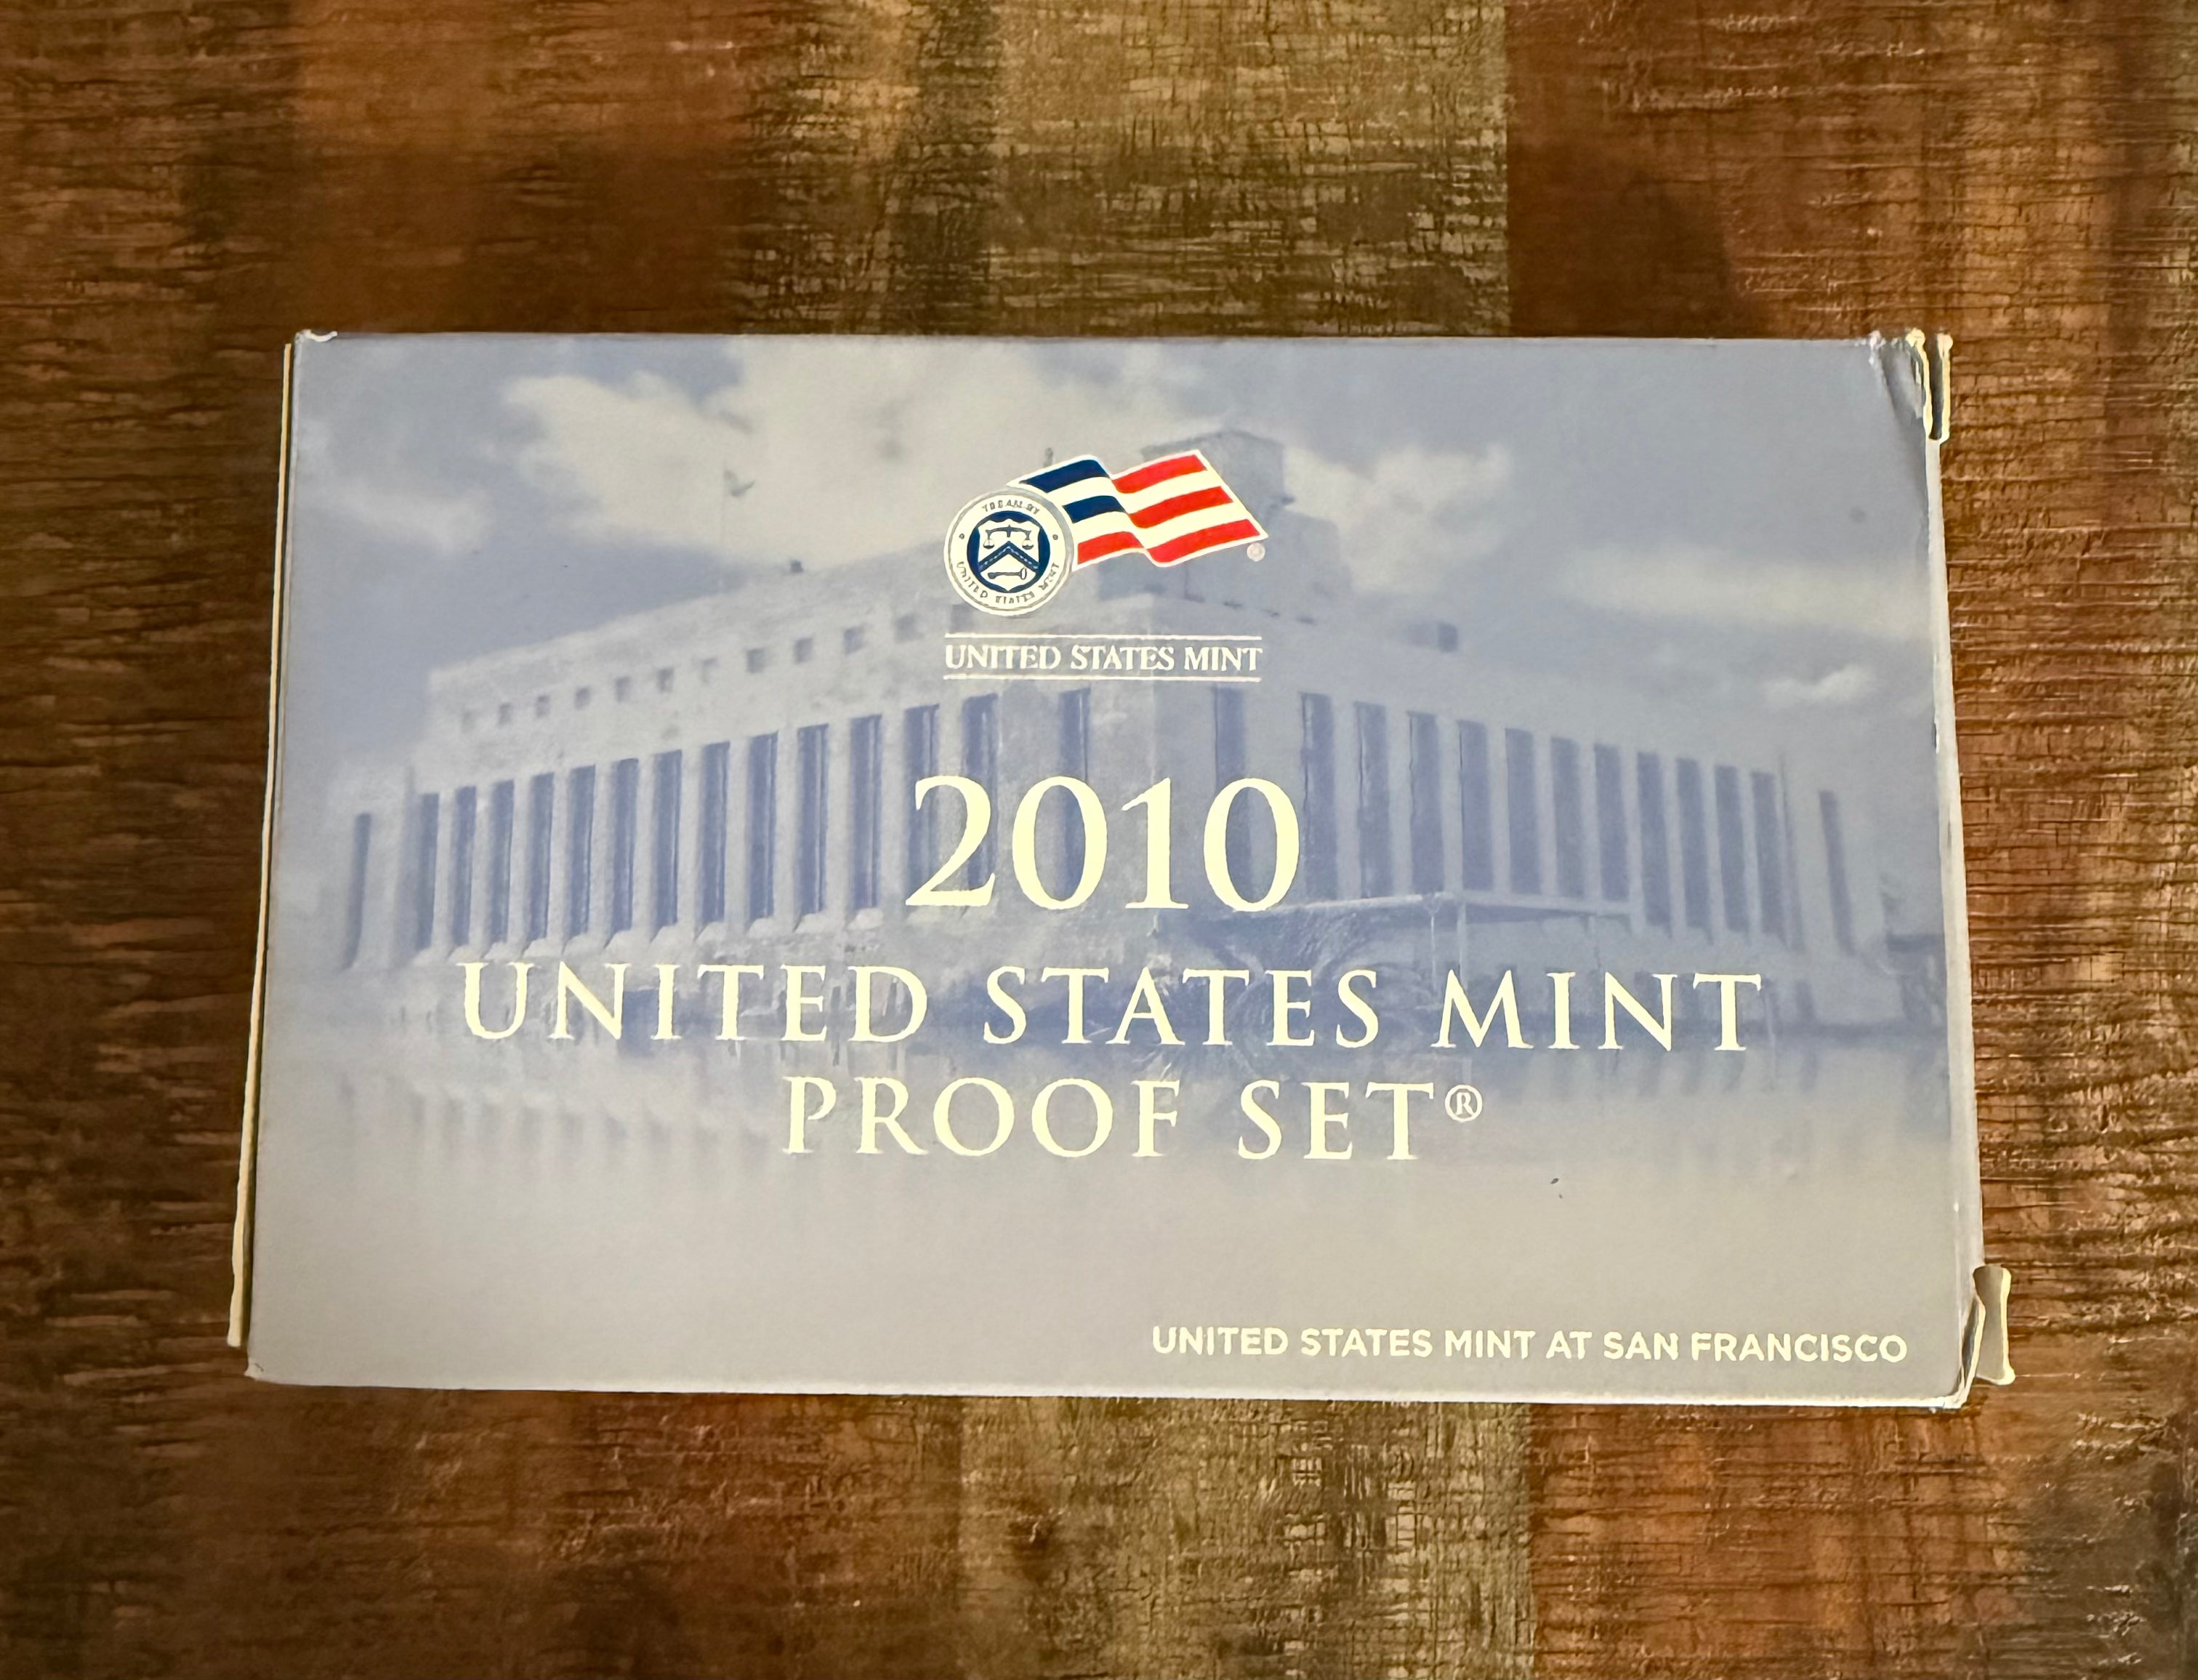 UNITED STATES MINT
2010
UNITED STATES MINT
PROOF SET®
UNITED STATES MINT AT SAN FRANCISCO